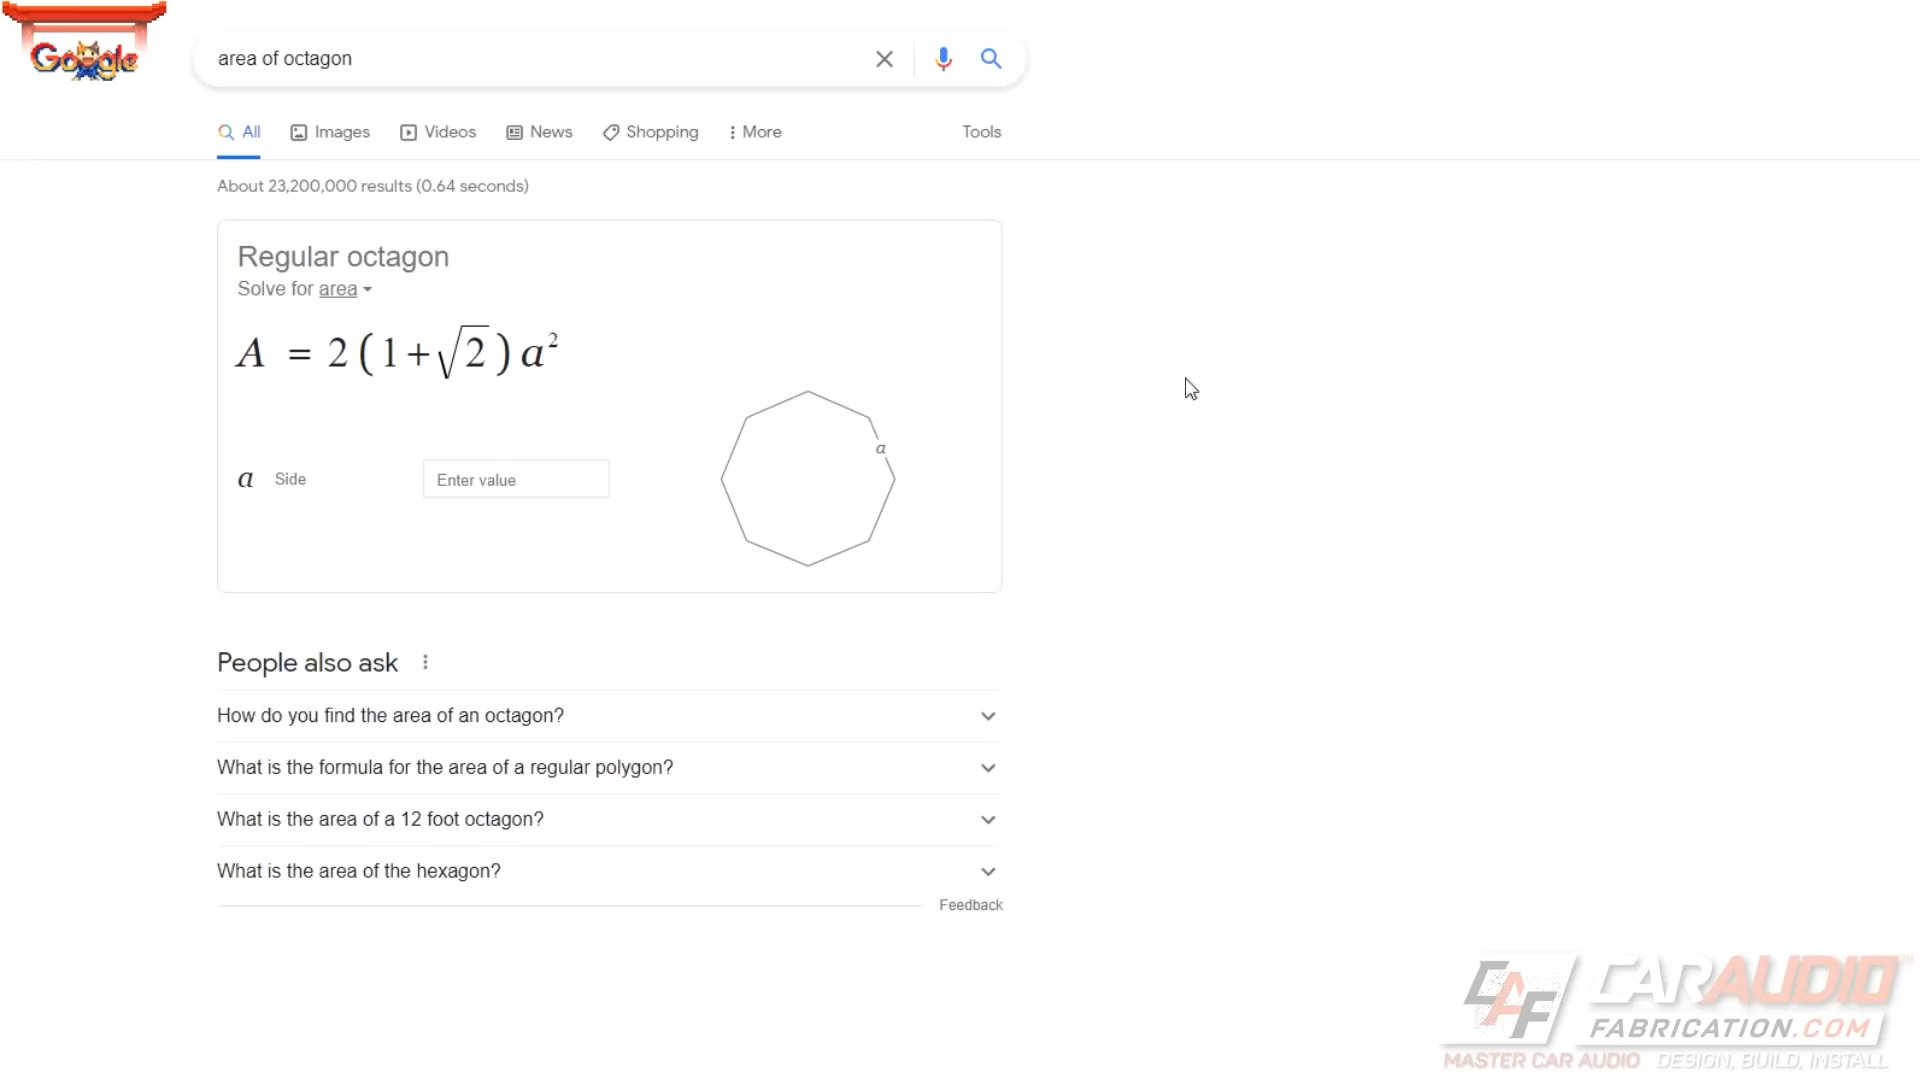 Google
area of octagon
All
Images
Videos
News
Shopping
More
Tools
About 23,200,000 results (0.64 seconds)
Regular octagon
Solve for area
A = 2(1+√2)a²
a
a Side
Enter value
People also ask
How do you find the area of an octagon?
What is the formula for the area of a regular polygon?
What is the area of a 12 foot octagon?
What is the area of the hexagon?
Feedback
CAF
CARAUDIO™
FABRICATION.COM
MASTER CAR AUDIO DESIGN, BUILD, INSTALL